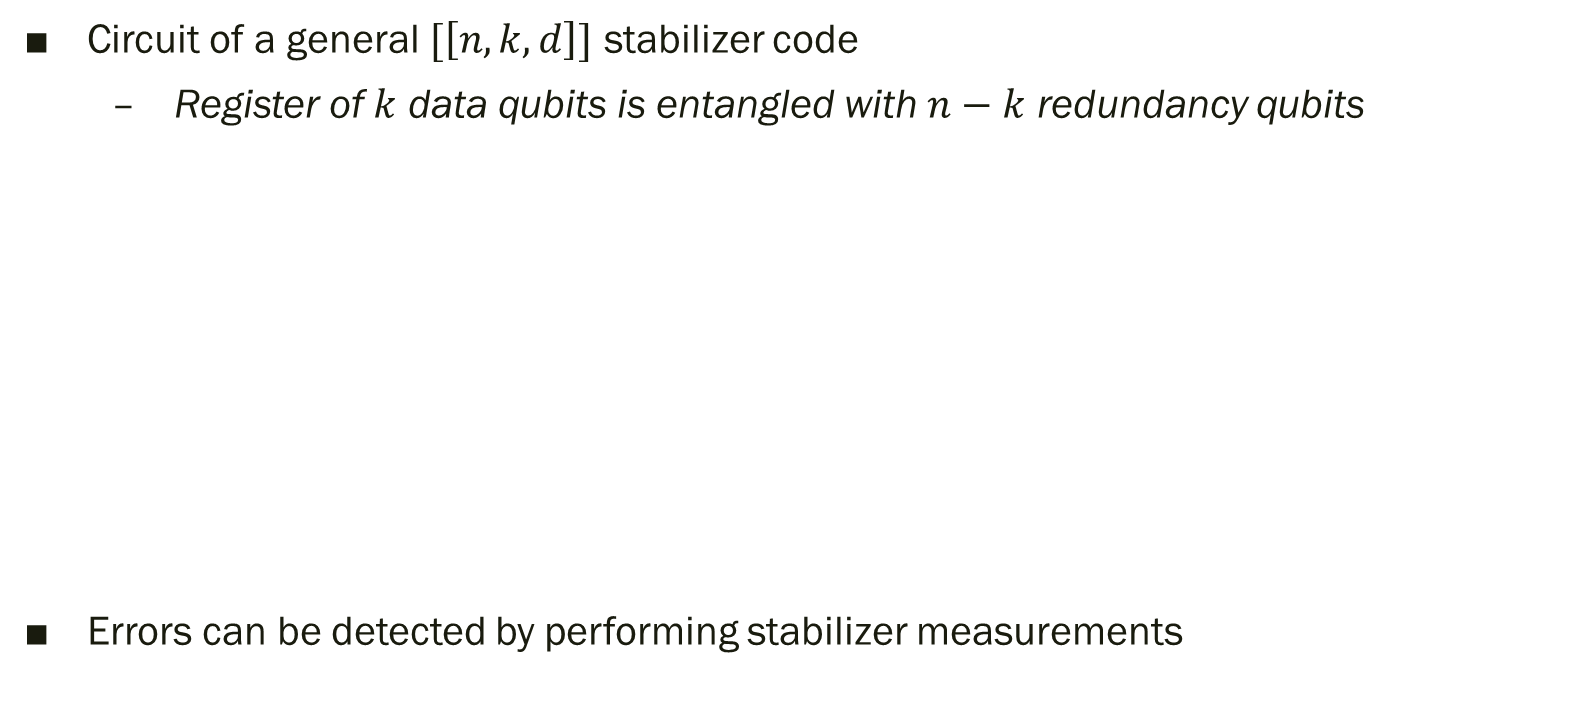 ■ Circuit of a general [[n, k, d]] stabilizer code
– Register of k data qubits is entangled with n − k redundancy qubits
■ Errors can be detected by performing stabilizer measurements